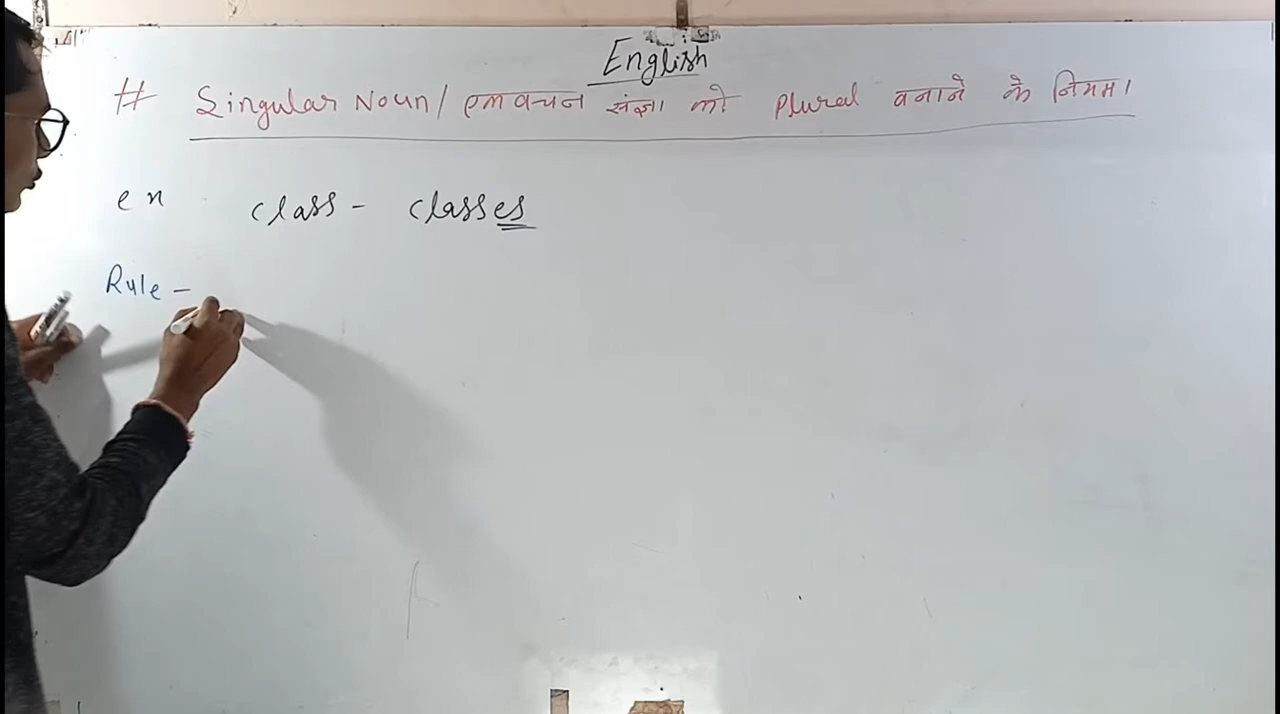 English
# Singular Noun / एकवचन संज्ञा को Plural बनाने के नियम।
ex class - classes
Rule -